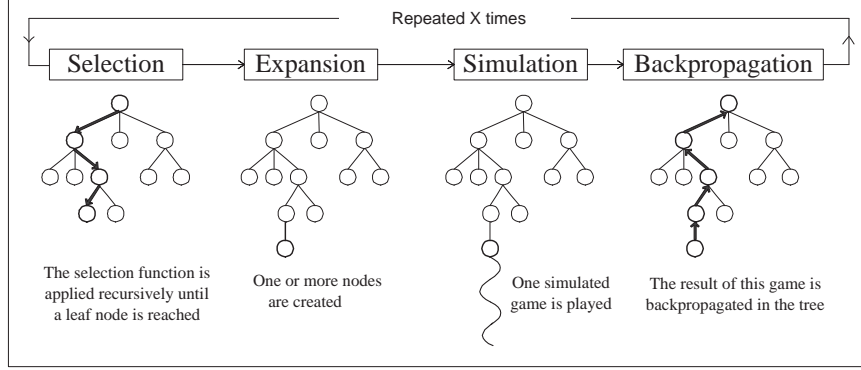 Repeated X times
Selection
Expansion
Simulation
Backpropagation
The selection function is
applied recursively until
a leaf node is reached
One or more nodes
are created
One simulated
game is played
The result of this game is
backpropagated in the tree